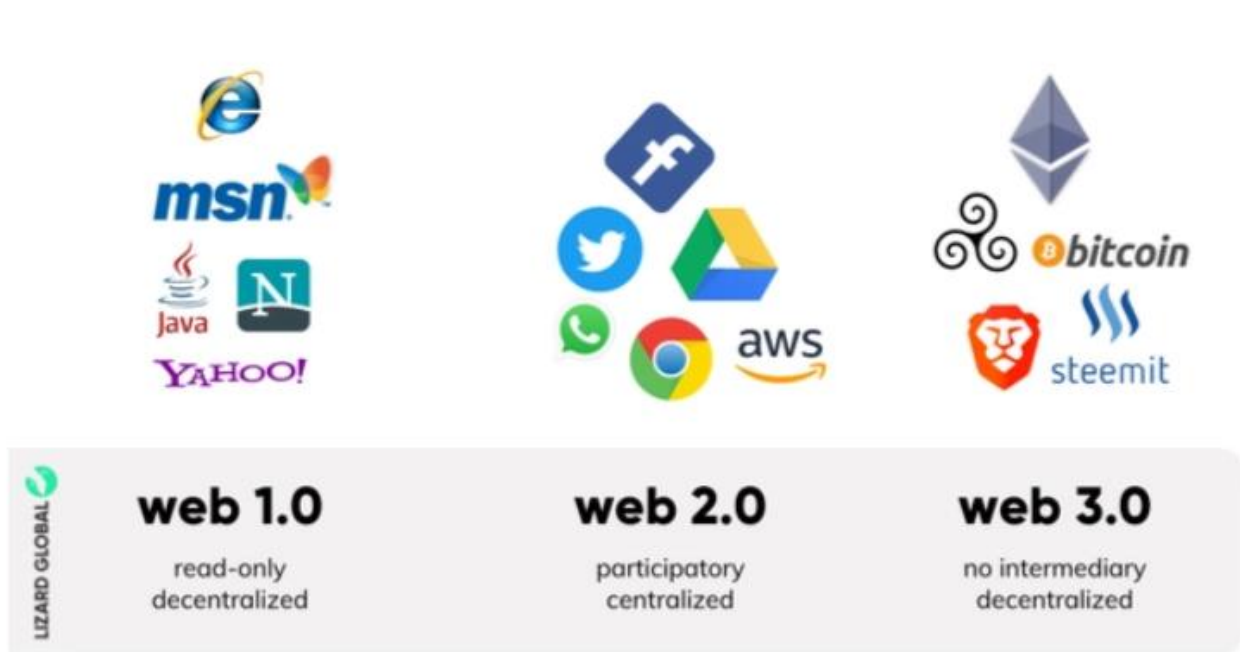 e
msn
Java
N
YAHOO!
f
aws
bitcoin
steemit
LIZARD GLOBAL
web 1.0
read-only
decentralized
web 2.0
participatory
centralized
web 3.0
no intermediary
decentralized